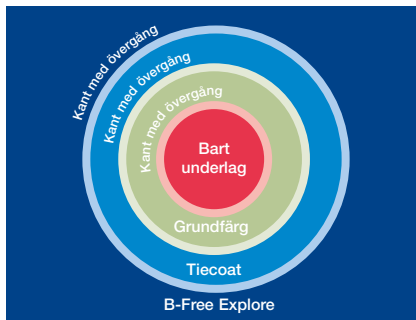 Kant med övergång
Kant med övergång
Kant med övergång
Bart
underlag
Grundfärg
Tiecoat
B-Free Explore